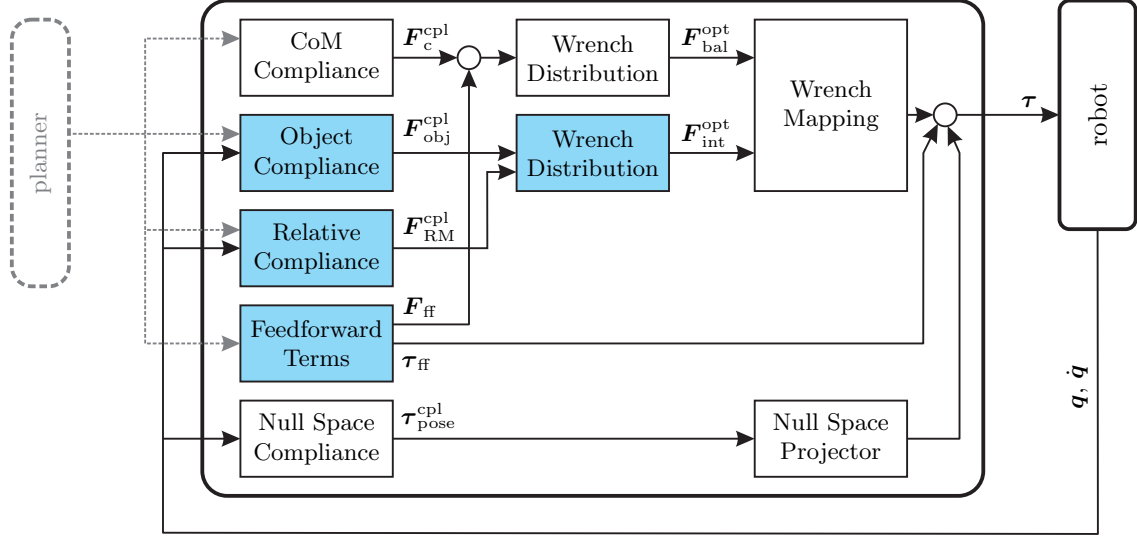 planner
CoM
Compliance
F_c^cpl
Wrench
Distribution
F_bal^opt
Wrench
Mapping
τ
robot
Object
Compliance
F_obj^cpl
Wrench
Distribution
F_int^opt
Relative
Compliance
F_RM^cpl
Feedforward
Terms
F_ff
τ_ff
q, q̇
Null Space
Compliance
τ_pose^cpl
Null Space
Projector